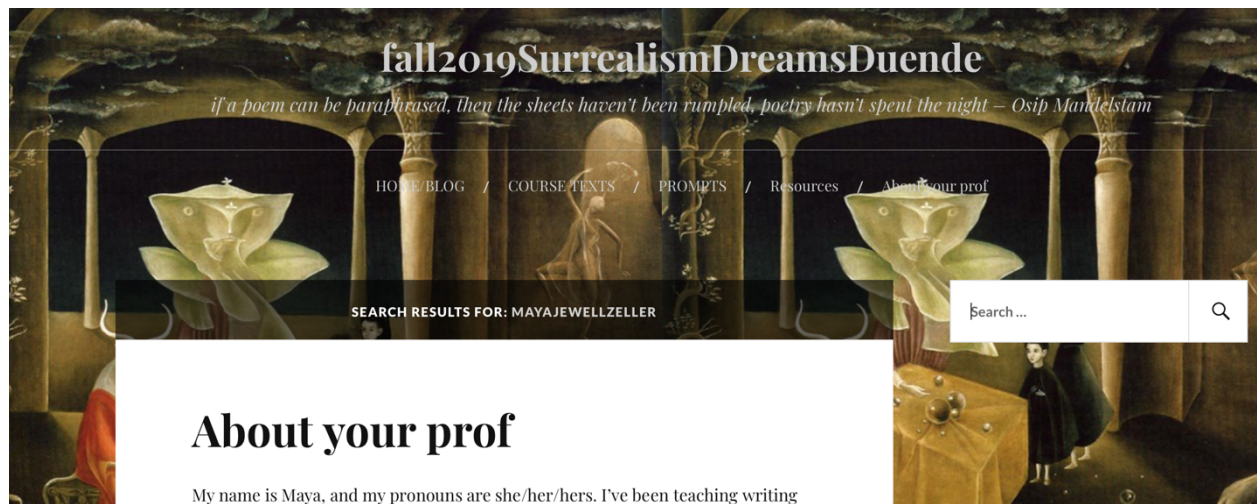 fall2019SurrealismDreamsDuende
if a poem can be paraphrased, then the sheets haven’t been rumpled, poetry hasn’t spent the night – Osip Mandelstam
HOME/BLOG / COURSE TEXTS / PROMPTS / Resources / About your prof
SEARCH RESULTS FOR: MAYAJEWELLZELLER
Search ...
About your prof
My name is Maya, and my pronouns are she/her/hers. I’ve been teaching writing